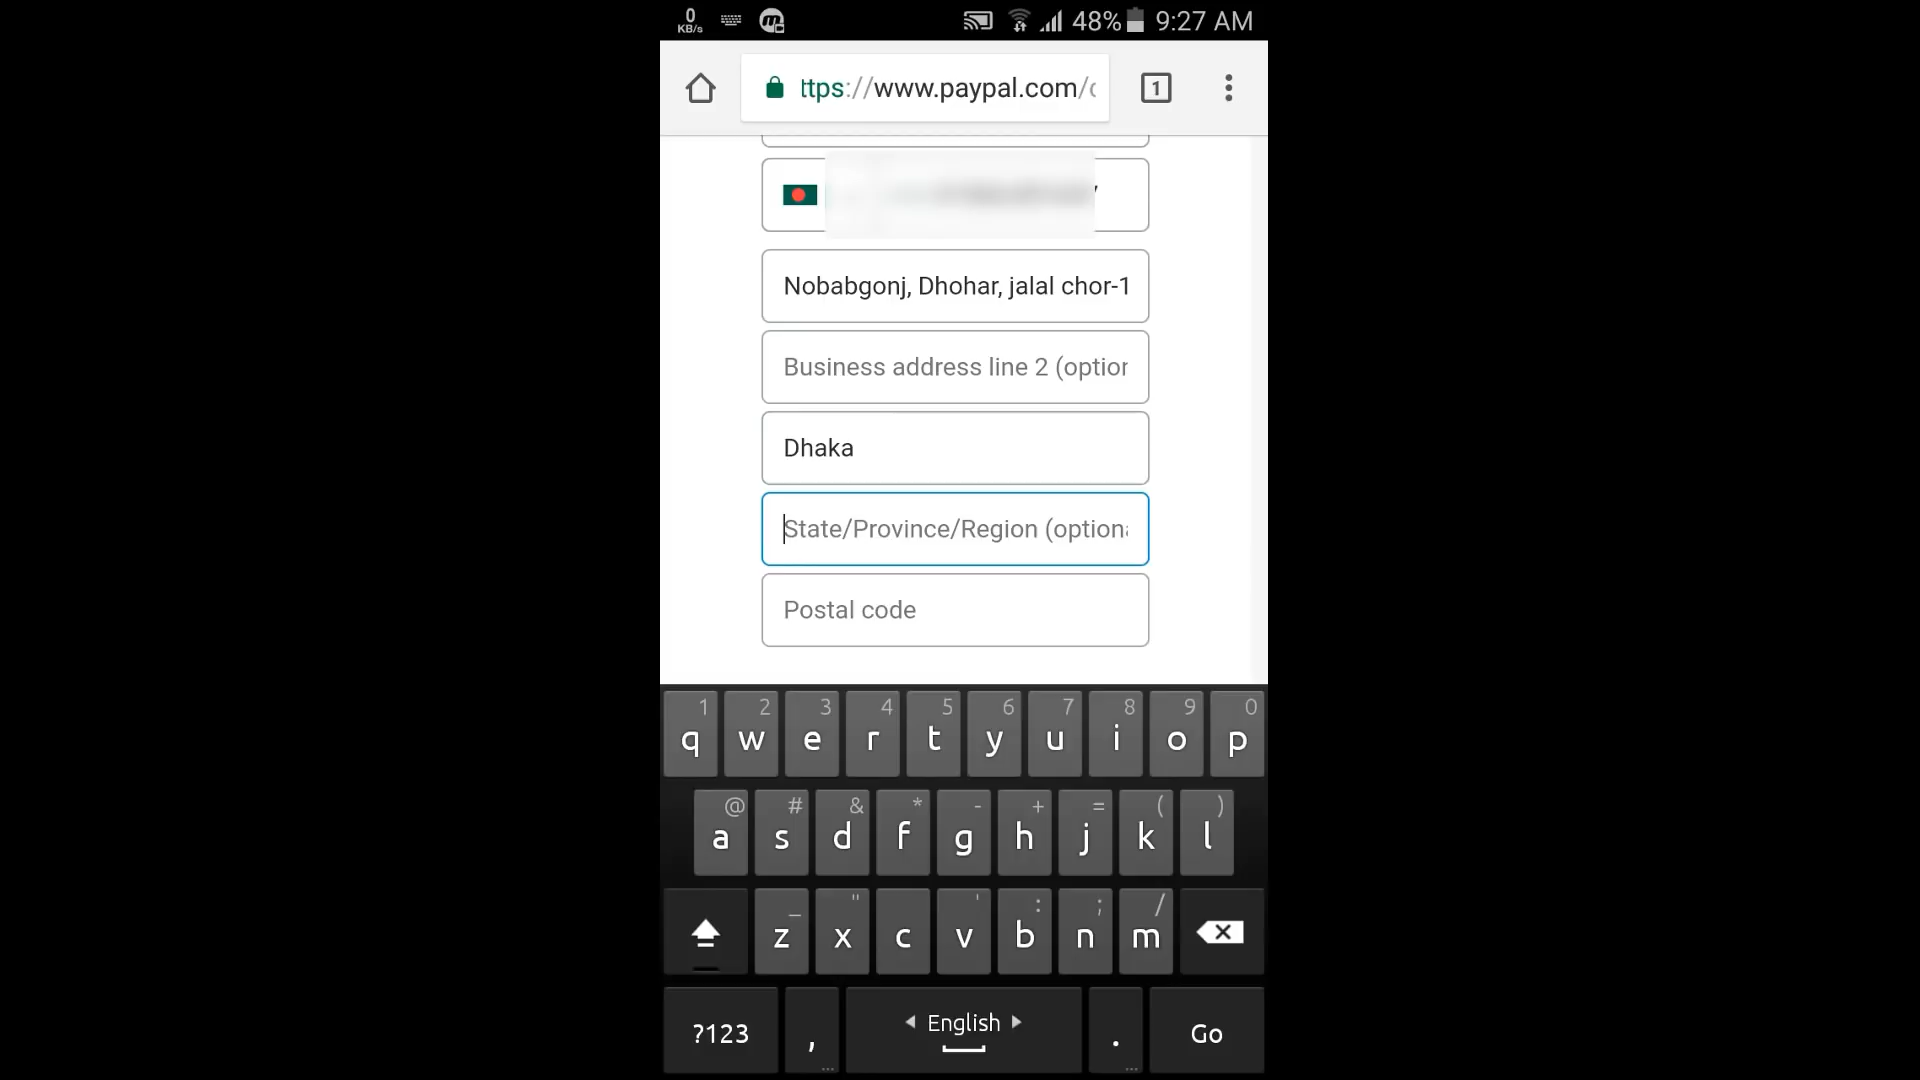 0
KB/s
48%
9:27 AM
ttps://www.paypal.com/
1
Nobabgonj, Dhohar, jalal chor-1
Business address line 2 (option
Dhaka
State/Province/Region (optiona
Postal code
1 2 3 4 5 6 7 8 9 0
q w e r t y u i o p
@ # & * - + = ( )
a s d f g h j k l
_ " ' : ; /
z x c v b n m
?123 , English . Go